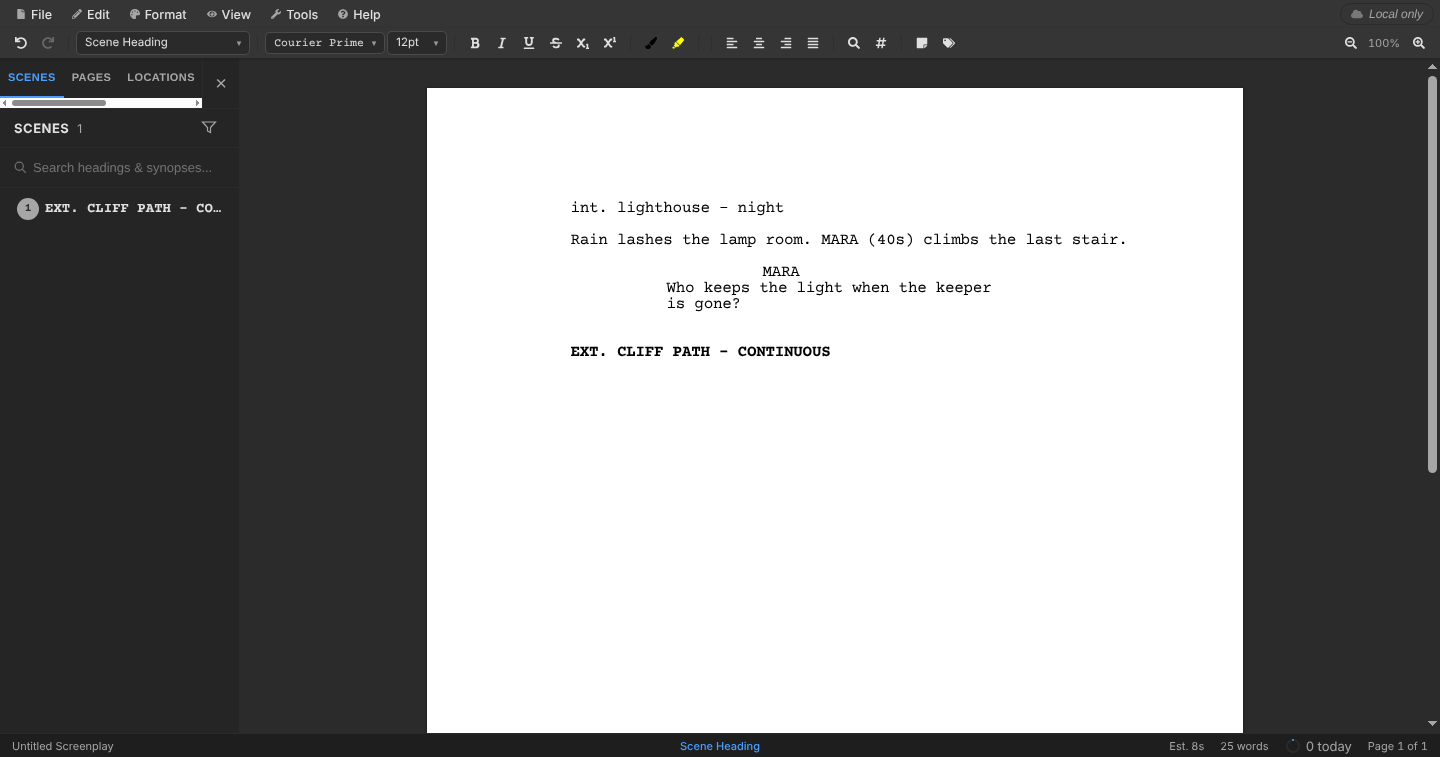 File Edit Format View Tools Help Local only
Scene Heading Courier Prime 12pt B I U S X₁ X¹ # 100%
SCENES PAGES LOCATIONS
SCENES 1
Search headings & synopses...
1 EXT. CLIFF PATH - CO…
int. lighthouse - night
Rain lashes the lamp room. MARA (40s) climbs the last stair.
MARA
Who keeps the light when the keeper
is gone?
EXT. CLIFF PATH - CONTINUOUS
Untitled Screenplay Scene Heading Est. 8s 25 words 0 today Page 1 of 1